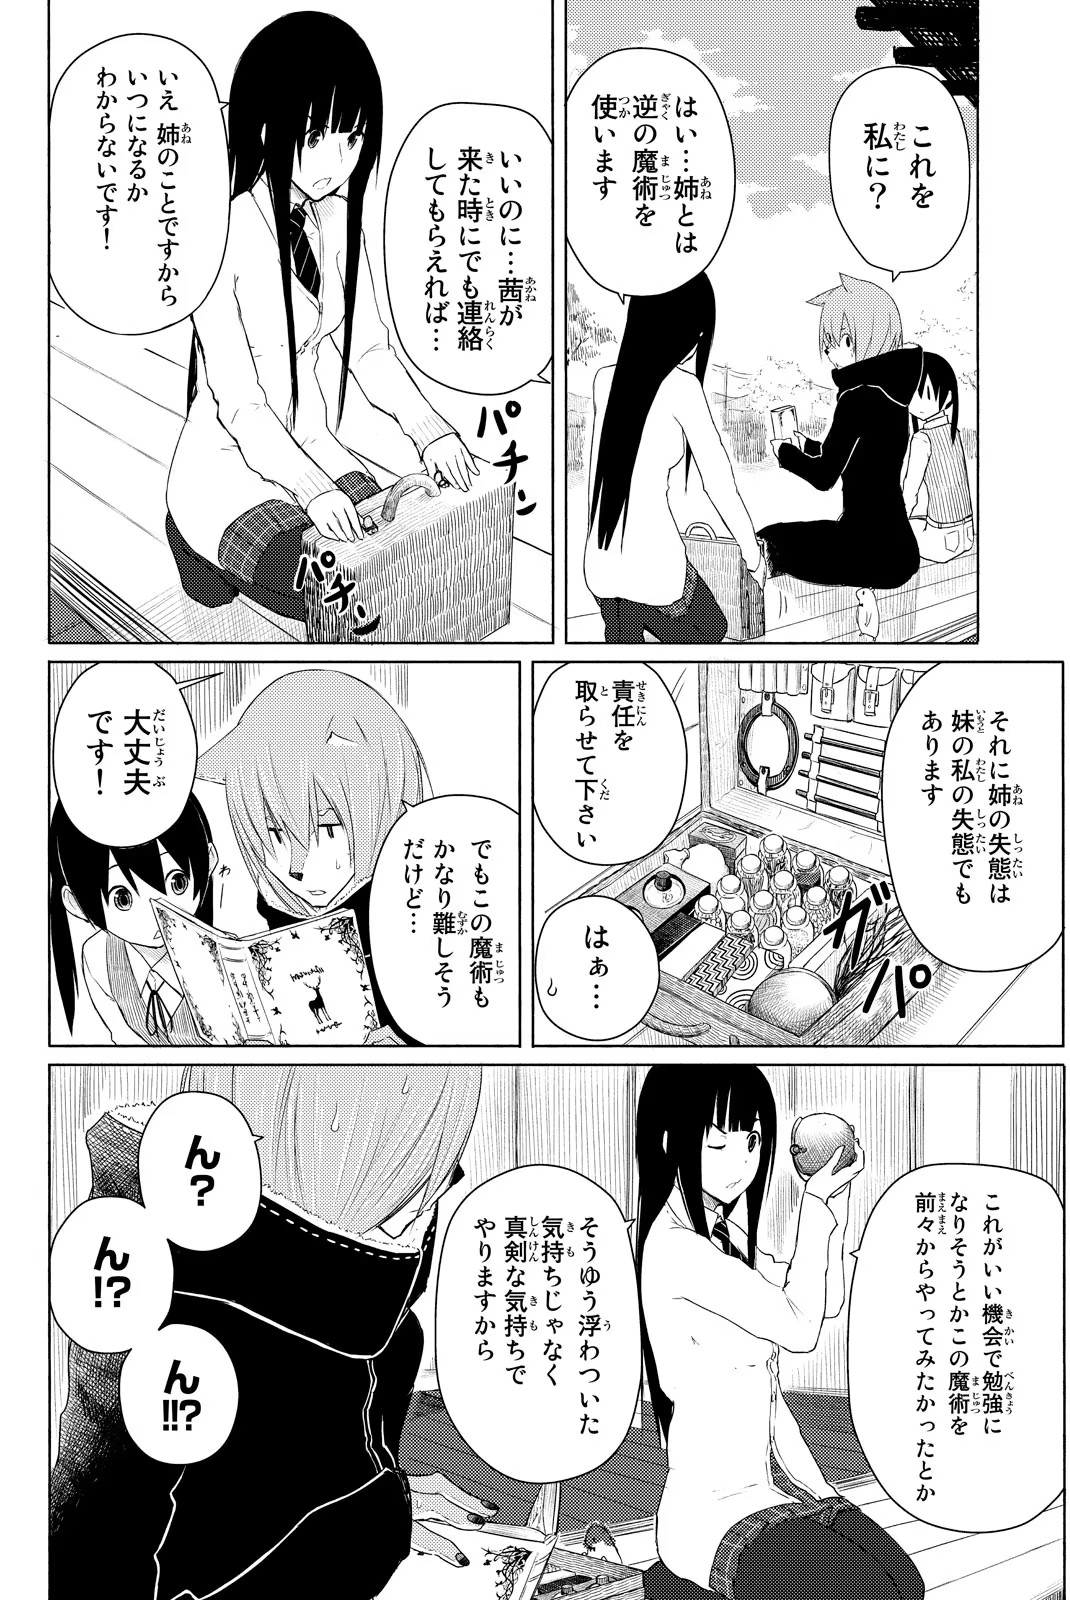 これを
私に?
はい…姉とは
逆の魔術を
使います
いいのに…茜が
来た時にでも連絡
してもらえれば…
パチン
パチン
いえ 姉のことですから
いつになるか
わからないです!
それに姉の失態は
妹の私の失態でも
あります
責任を
取らせて下さい
ガパ
はぁ…
でもこの魔術も
かなり難しそう
だけど…
わ
大丈夫
です!
これがいい機会で勉強に
なりそうとかこの魔術を
前々からやってみたかったとか
そうゆう浮わついた
気持ちじゃなく
真剣な気持ちで
やりますから
ん?
ん!?
ん!!?